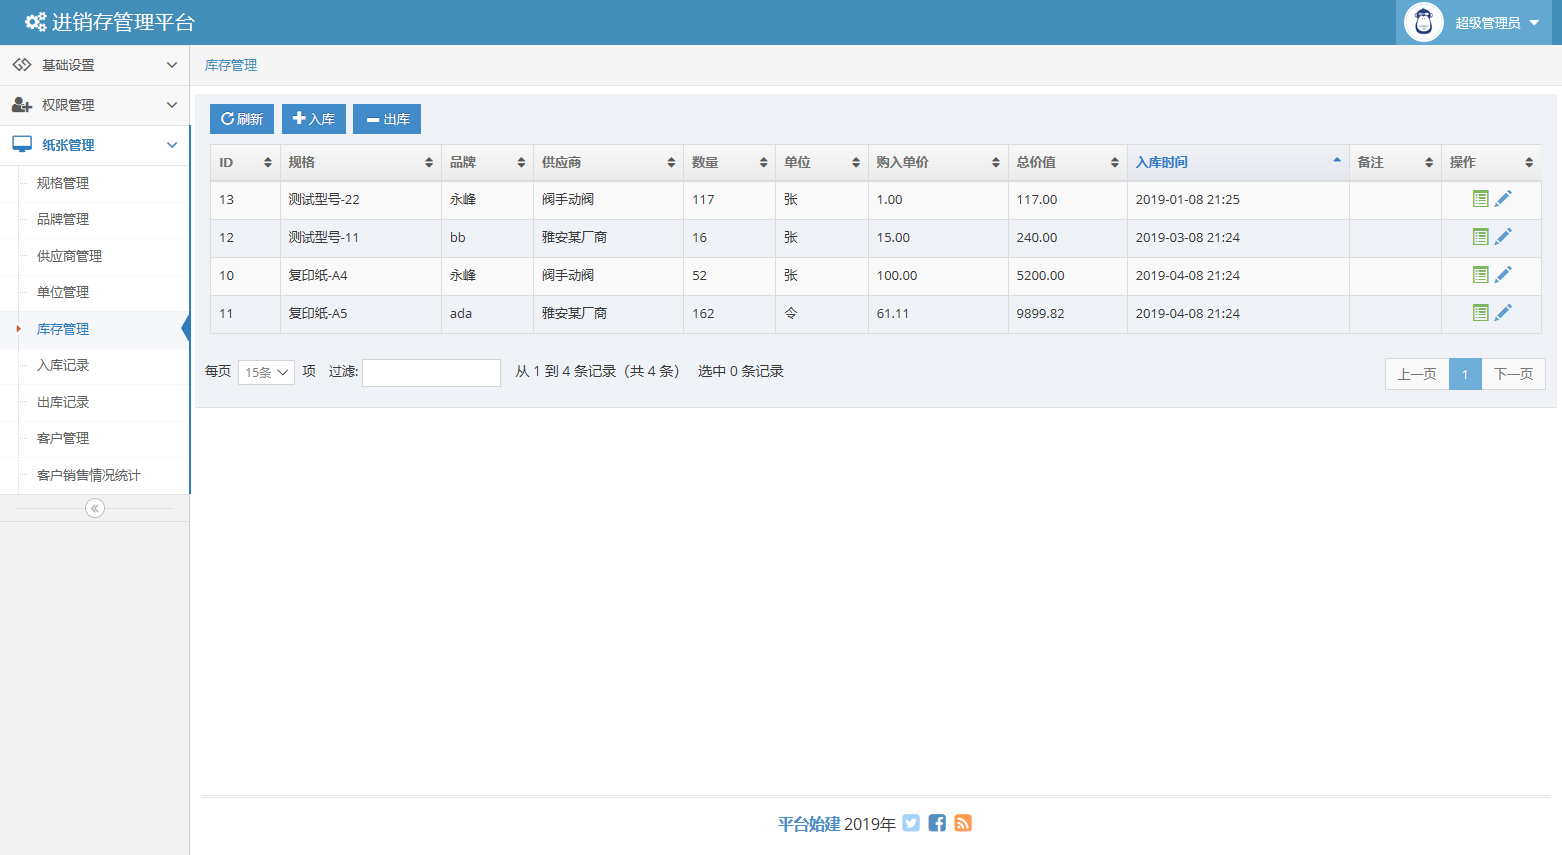 进销存管理平台
超级管理员
基础设置
权限管理
纸张管理
规格管理
品牌管理
供应商管理
单位管理
库存管理
入库记录
出库记录
客户管理
客户销售情况统计
库存管理
刷新 入库 出库
ID 规格 品牌 供应商 数量 单位 购入单价 总价值 入库时间 备注 操作
13 测试型号-22 永峰 阀手动阀 117 张 1.00 117.00 2019-01-08 21:25
12 测试型号-11 bb 雅安某厂商 16 张 15.00 240.00 2019-03-08 21:24
10 复印纸-A4 永峰 阀手动阀 52 张 100.00 5200.00 2019-04-08 21:24
11 复印纸-A5 ada 雅安某厂商 162 令 61.11 9899.82 2019-04-08 21:24
每页 15条 项 过滤: 从 1 到 4 条记录（共 4 条） 选中 0 条记录
上一页 1 下一页
平台始建 2019年